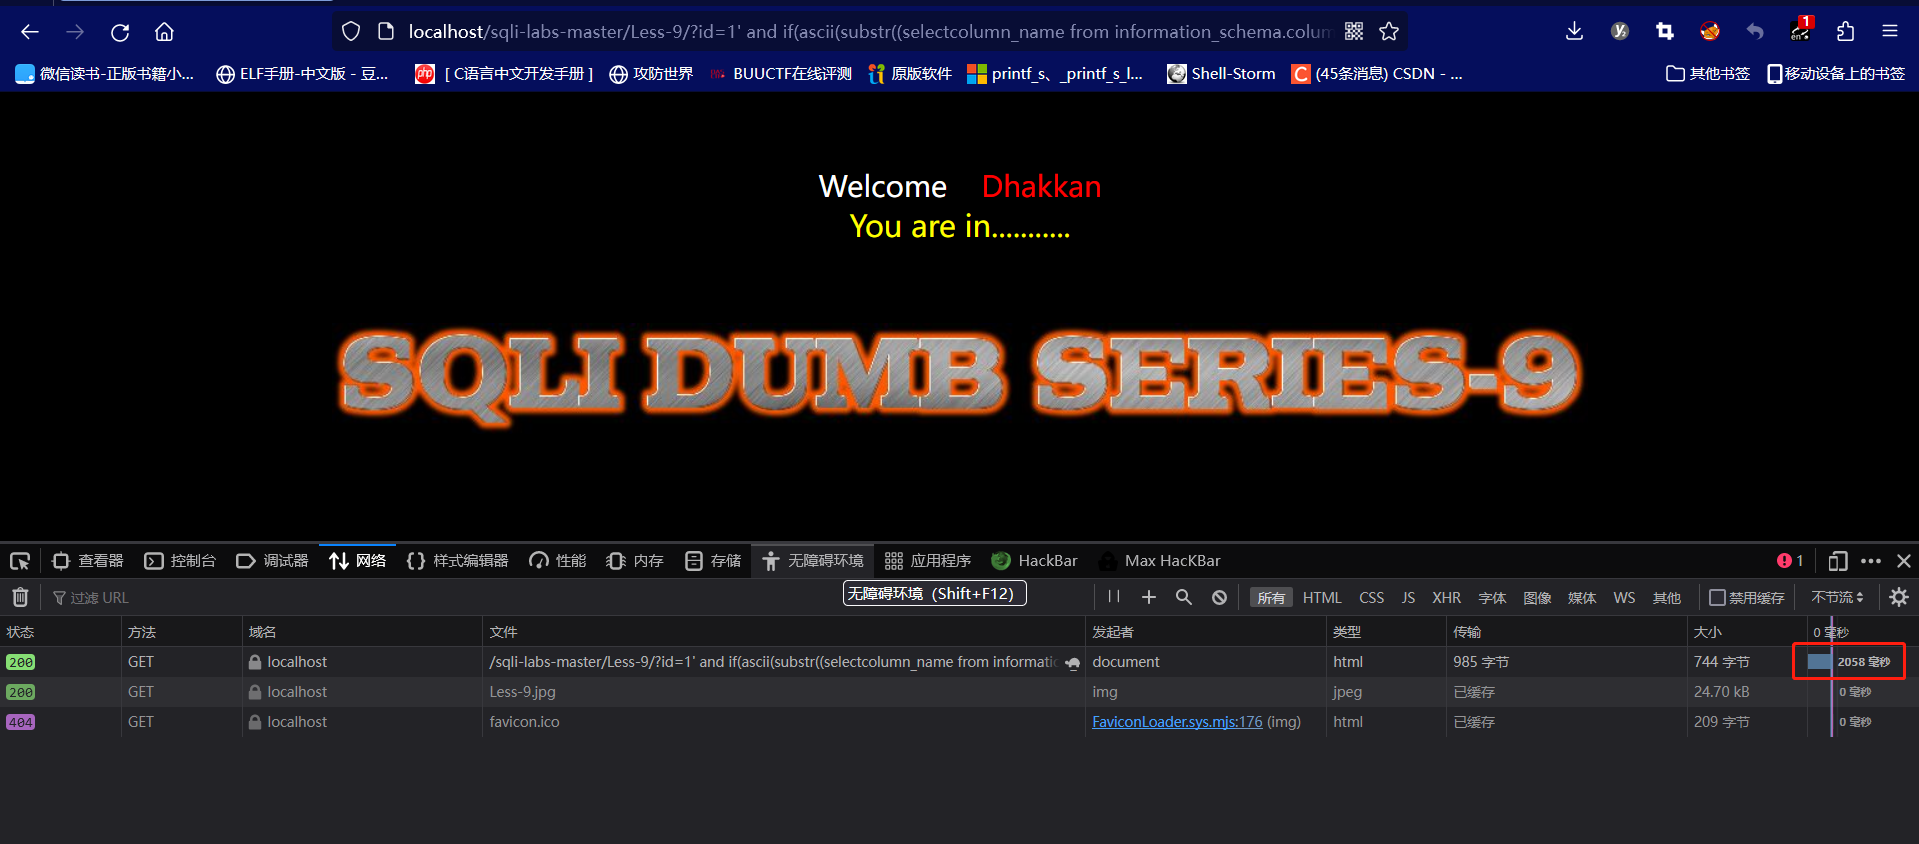 localhost/sqli-labs-master/Less-9/?id=1' and if(ascii(substr((selectcolumn_name from information_schema.colum
1
en
微信读书-正版书籍小... ELF手册-中文版 - 豆... php [ C语言中文开发手册 ] 攻防世界 BUUCTF在线评测 原版软件 printf_s、_printf_s_l... Shell-Storm C (45条消息) CSDN - ... 其他书签 移动设备上的书签
Welcome Dhakkan
You are in...........
SQLI DUMB SERIES-9
查看器 控制台 调试器 网络 样式编辑器 性能 内存 存储 无障碍环境 应用程序 HackBar Max HacKBar 1
过滤 URL 无障碍环境（Shift+F12） 所有 HTML CSS JS XHR 字体 图像 媒体 WS 其他 禁用缓存 不节流
状态 方法 域名 文件 发起者 类型 传输 大小 0 毫秒
200 GET localhost /sqli-labs-master/Less-9/?id=1' and if(ascii(substr((selectcolumn_name from informatic document html 985 字节 744 字节 2058 毫秒
200 GET localhost Less-9.jpg img jpeg 已缓存 24.70 kB 0 毫秒
404 GET localhost favicon.ico FaviconLoader.sys.mjs:176 (img) html 已缓存 209 字节 0 毫秒